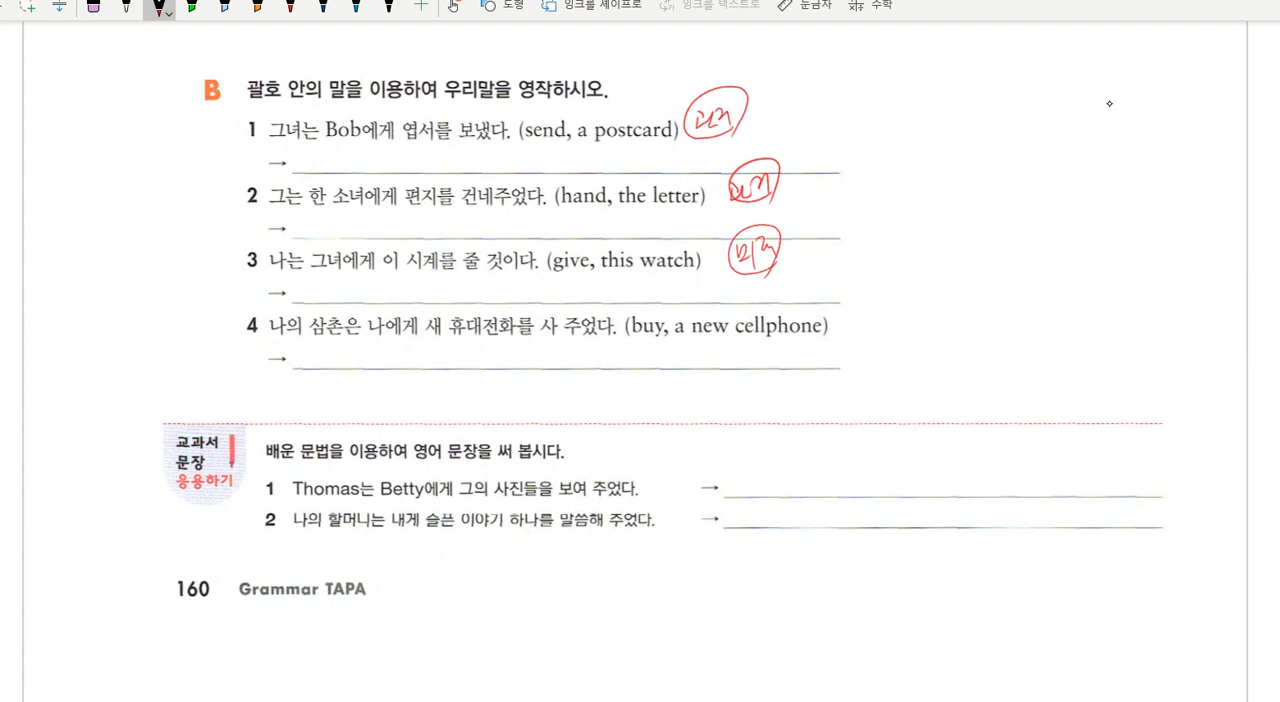 도형 잉크를 셰이프로 잉크를 텍스트로 눈금자 수학
B 괄호 안의 말을 이용하여 우리말을 영작하시오.
1 그녀는 Bob에게 엽서를 보냈다. (send, a postcard) 과거
→
2 그는 한 소녀에게 편지를 건네주었다. (hand, the letter) 과거
→
3 나는 그녀에게 이 시계를 줄 것이다. (give, this watch) 미래
→
4 나의 삼촌은 나에게 새 휴대전화를 사 주었다. (buy, a new cellphone)
→
교과서
문장
응용하기
배운 문법을 이용하여 영어 문장을 써 봅시다.
1 Thomas는 Betty에게 그의 사진들을 보여 주었다. →
2 나의 할머니는 내게 슬픈 이야기 하나를 말씀해 주었다. →
160 Grammar TAPA